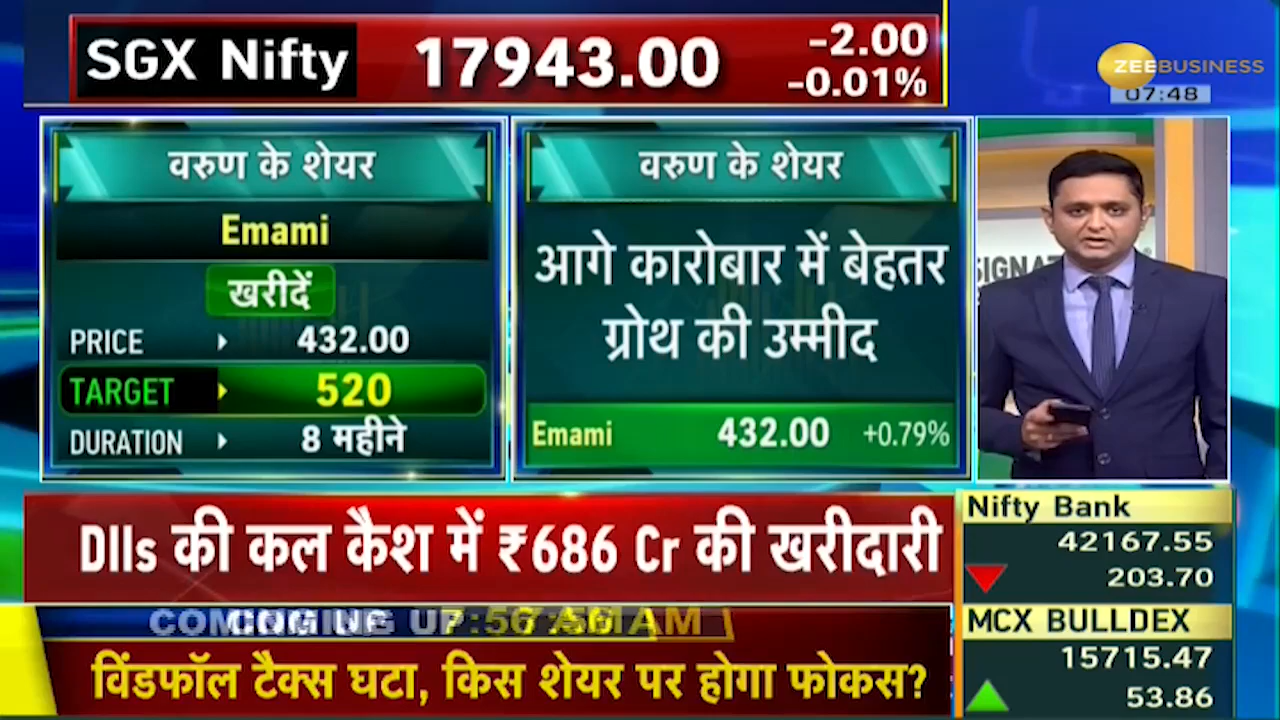 SGX Nifty 17943.00 -2.00
-0.01%
ZEEBUSINESS
07:48
वरुण के शेयर
Emami
खरीदें
PRICE 432.00
TARGET 520
DURATION 8 महीने
वरुण के शेयर
आगे कारोबार में बेहतर
ग्रोथ की उम्मीद
Emami 432.00 +0.79%
DIIs की कल कैश में ₹686 Cr की खरीदारी
COMING UP
विंडफॉल टैक्स घटा, किस शेयर पर होगा फोकस?
Nifty Bank
42167.55
203.70
MCX BULLDEX
15715.47
53.86